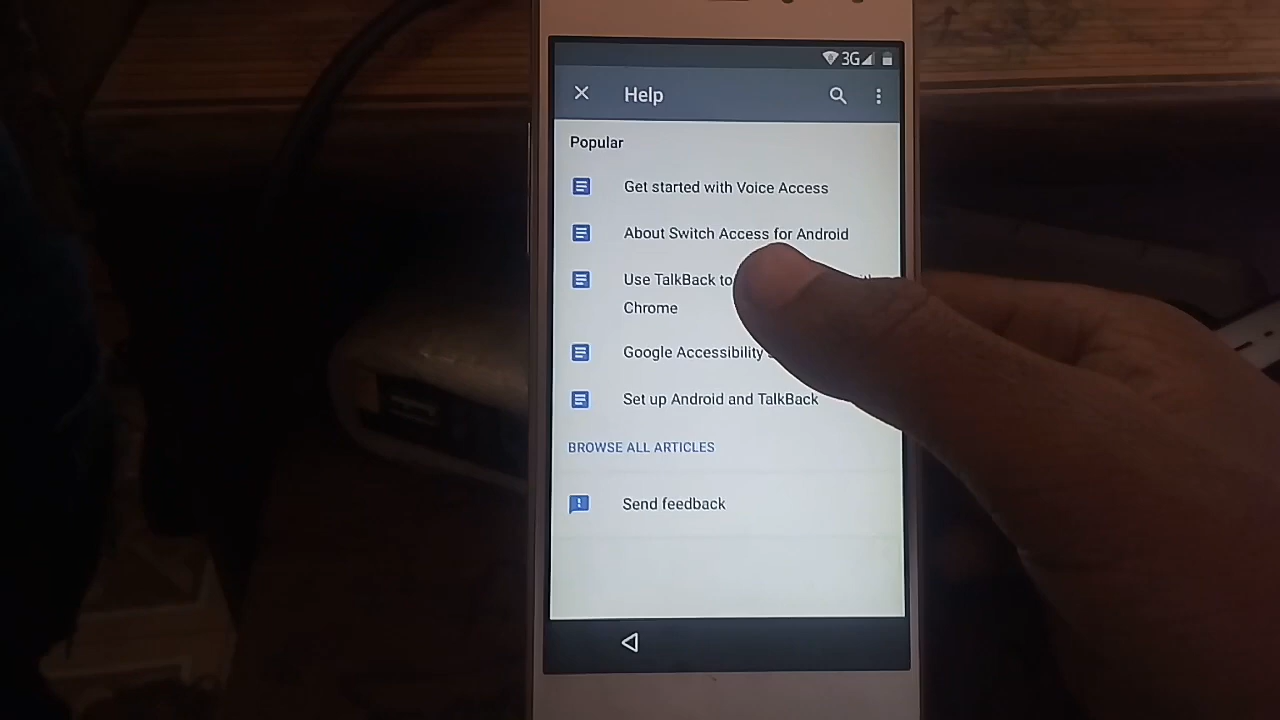 3G
Help
Popular
Get started with Voice Access
About Switch Access for Android
Use TalkBack to
Chrome
Google Accessibility
Set up Android and TalkBack
BROWSE ALL ARTICLES
Send feedback